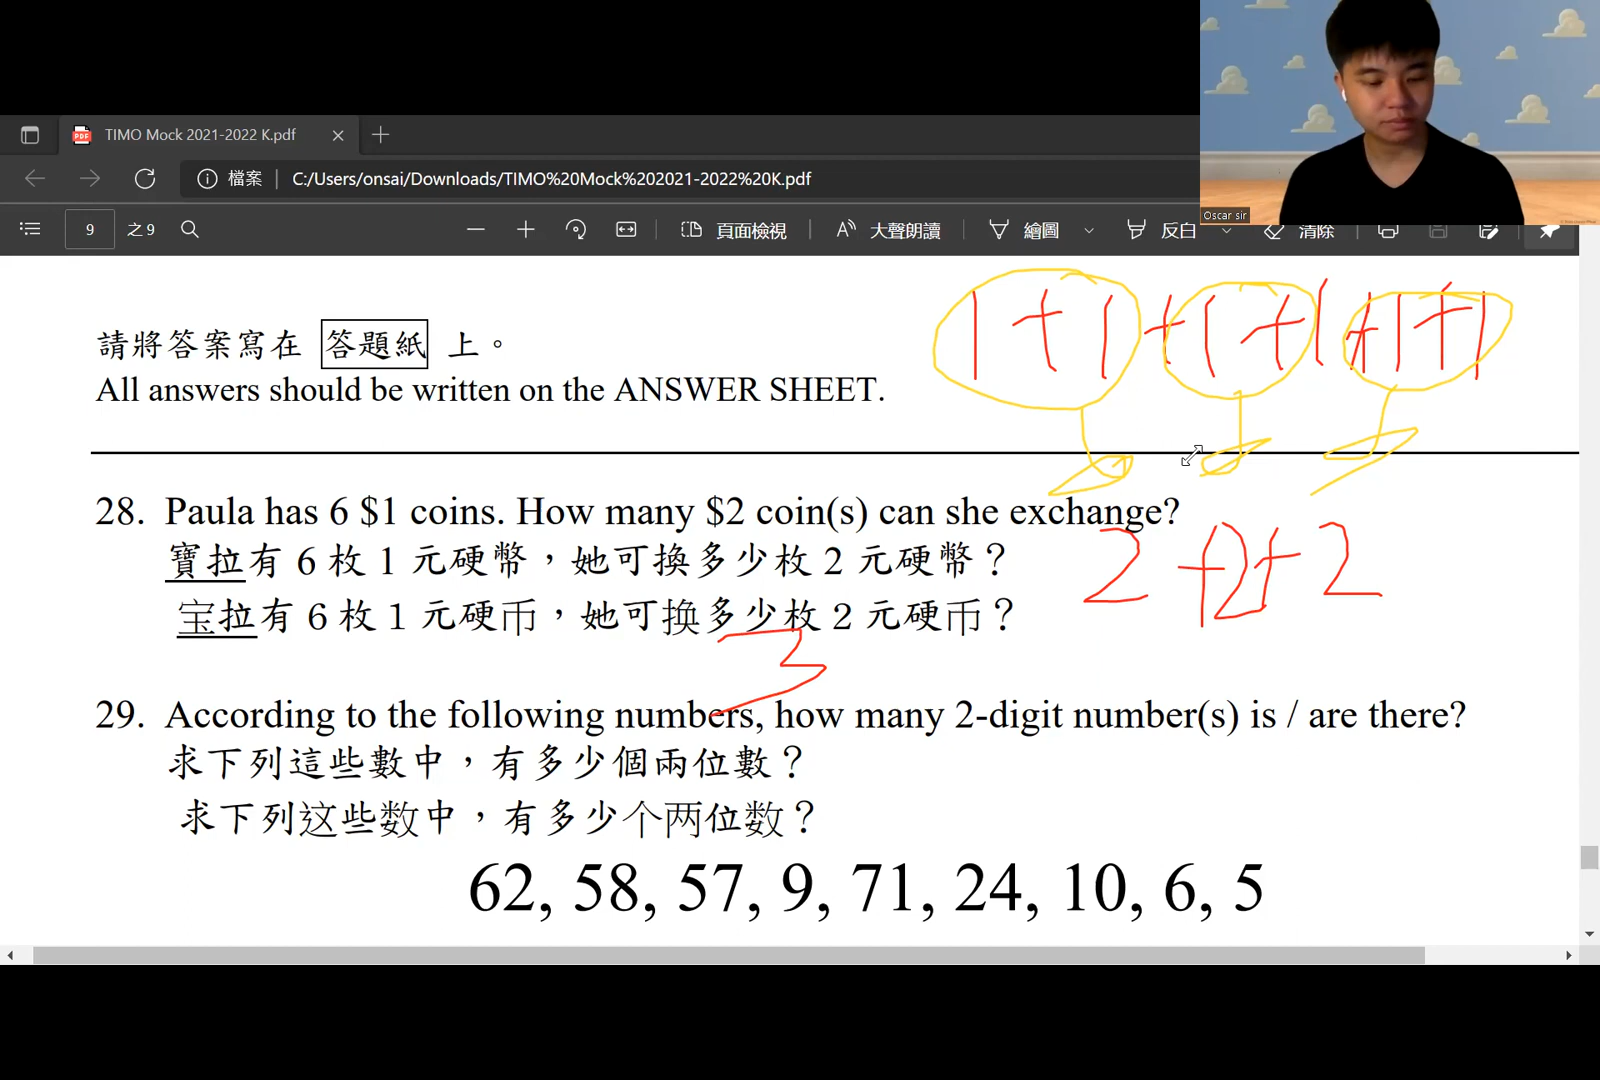 TIMO Mock 2021-2022 K.pdf
檔案 C:/Users/onsai/Downloads/TIMO%20Mock%202021-2022%20K.pdf
9 之9 頁面檢視 大聲朗讀 繪圖 反白 清除
Oscar sir
1 + 1 + 1 + 1 + 1 + 1
請將答案寫在 答題紙 上。
All answers should be written on the ANSWER SHEET.
28. Paula has 6 $1 coins. How many $2 coin(s) can she exchange?
寶拉有 6 枚 1 元硬幣，她可換多少枚 2 元硬幣？
2 + 2 + 2
宝拉有 6 枚 1 元硬币，她可换多少枚 2 元硬币？
3
29. According to the following numbers, how many 2-digit number(s) is / are there?
求下列這些數中，有多少個兩位數？
求下列这些数中，有多少个两位数？
62, 58, 57, 9, 71, 24, 10, 6, 5